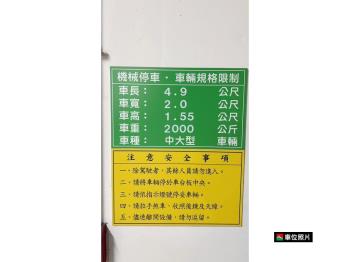 機械停車·車輛規格限制
車長: 4.9 公尺
車寬: 2.0 公尺
車高: 1.55 公尺
車重: 2000 公斤
車種: 中大型 車輛
注意安全事項
一、除駕駛者,其餘人員請勿進入。
二、請將車輛停於車台板中央。
三、請依指示燈號停妥車輛。
四、請拉手煞車、收照後鏡及天線。
五、儘速離開設備,請勿逗留。
車位照片